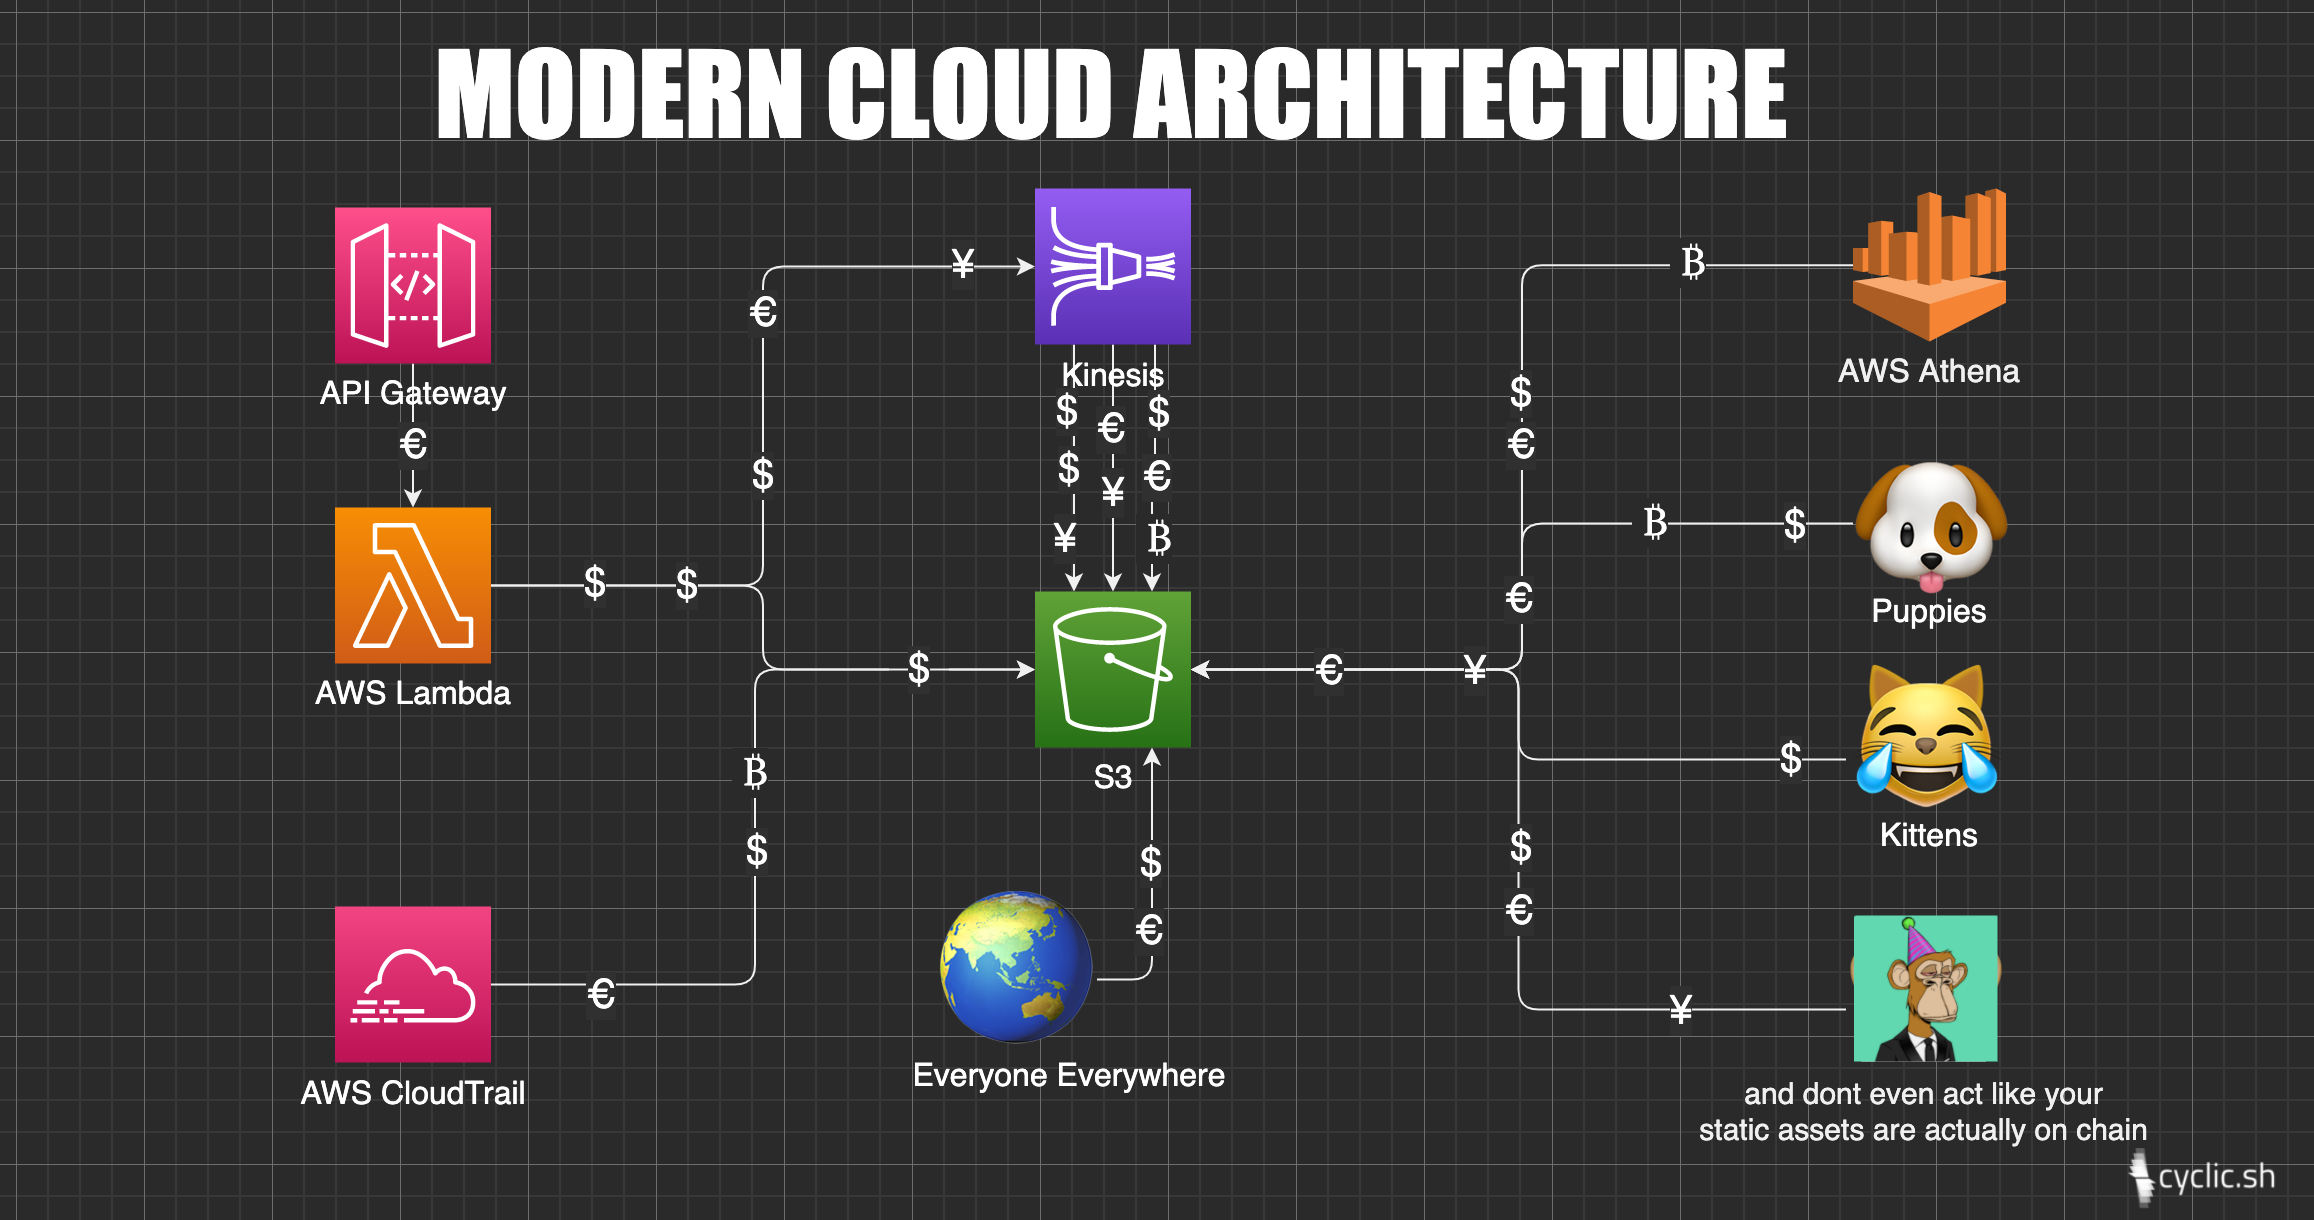 MODERN CLOUD ARCHITECTURE
</>
API Gateway
€
AWS Lambda
$ $
€
$
¥
Kinesis
$ € $
$ ¥ €
¥ ₿
$
S3
₿
$
€
AWS CloudTrail
$
€
Everyone Everywhere
€ ¥
₿
$
€
AWS Athena
€
₿ $
Puppies
$
Kittens
$
€
¥
and dont even act like your
static assets are actually on chain
cyclic.sh